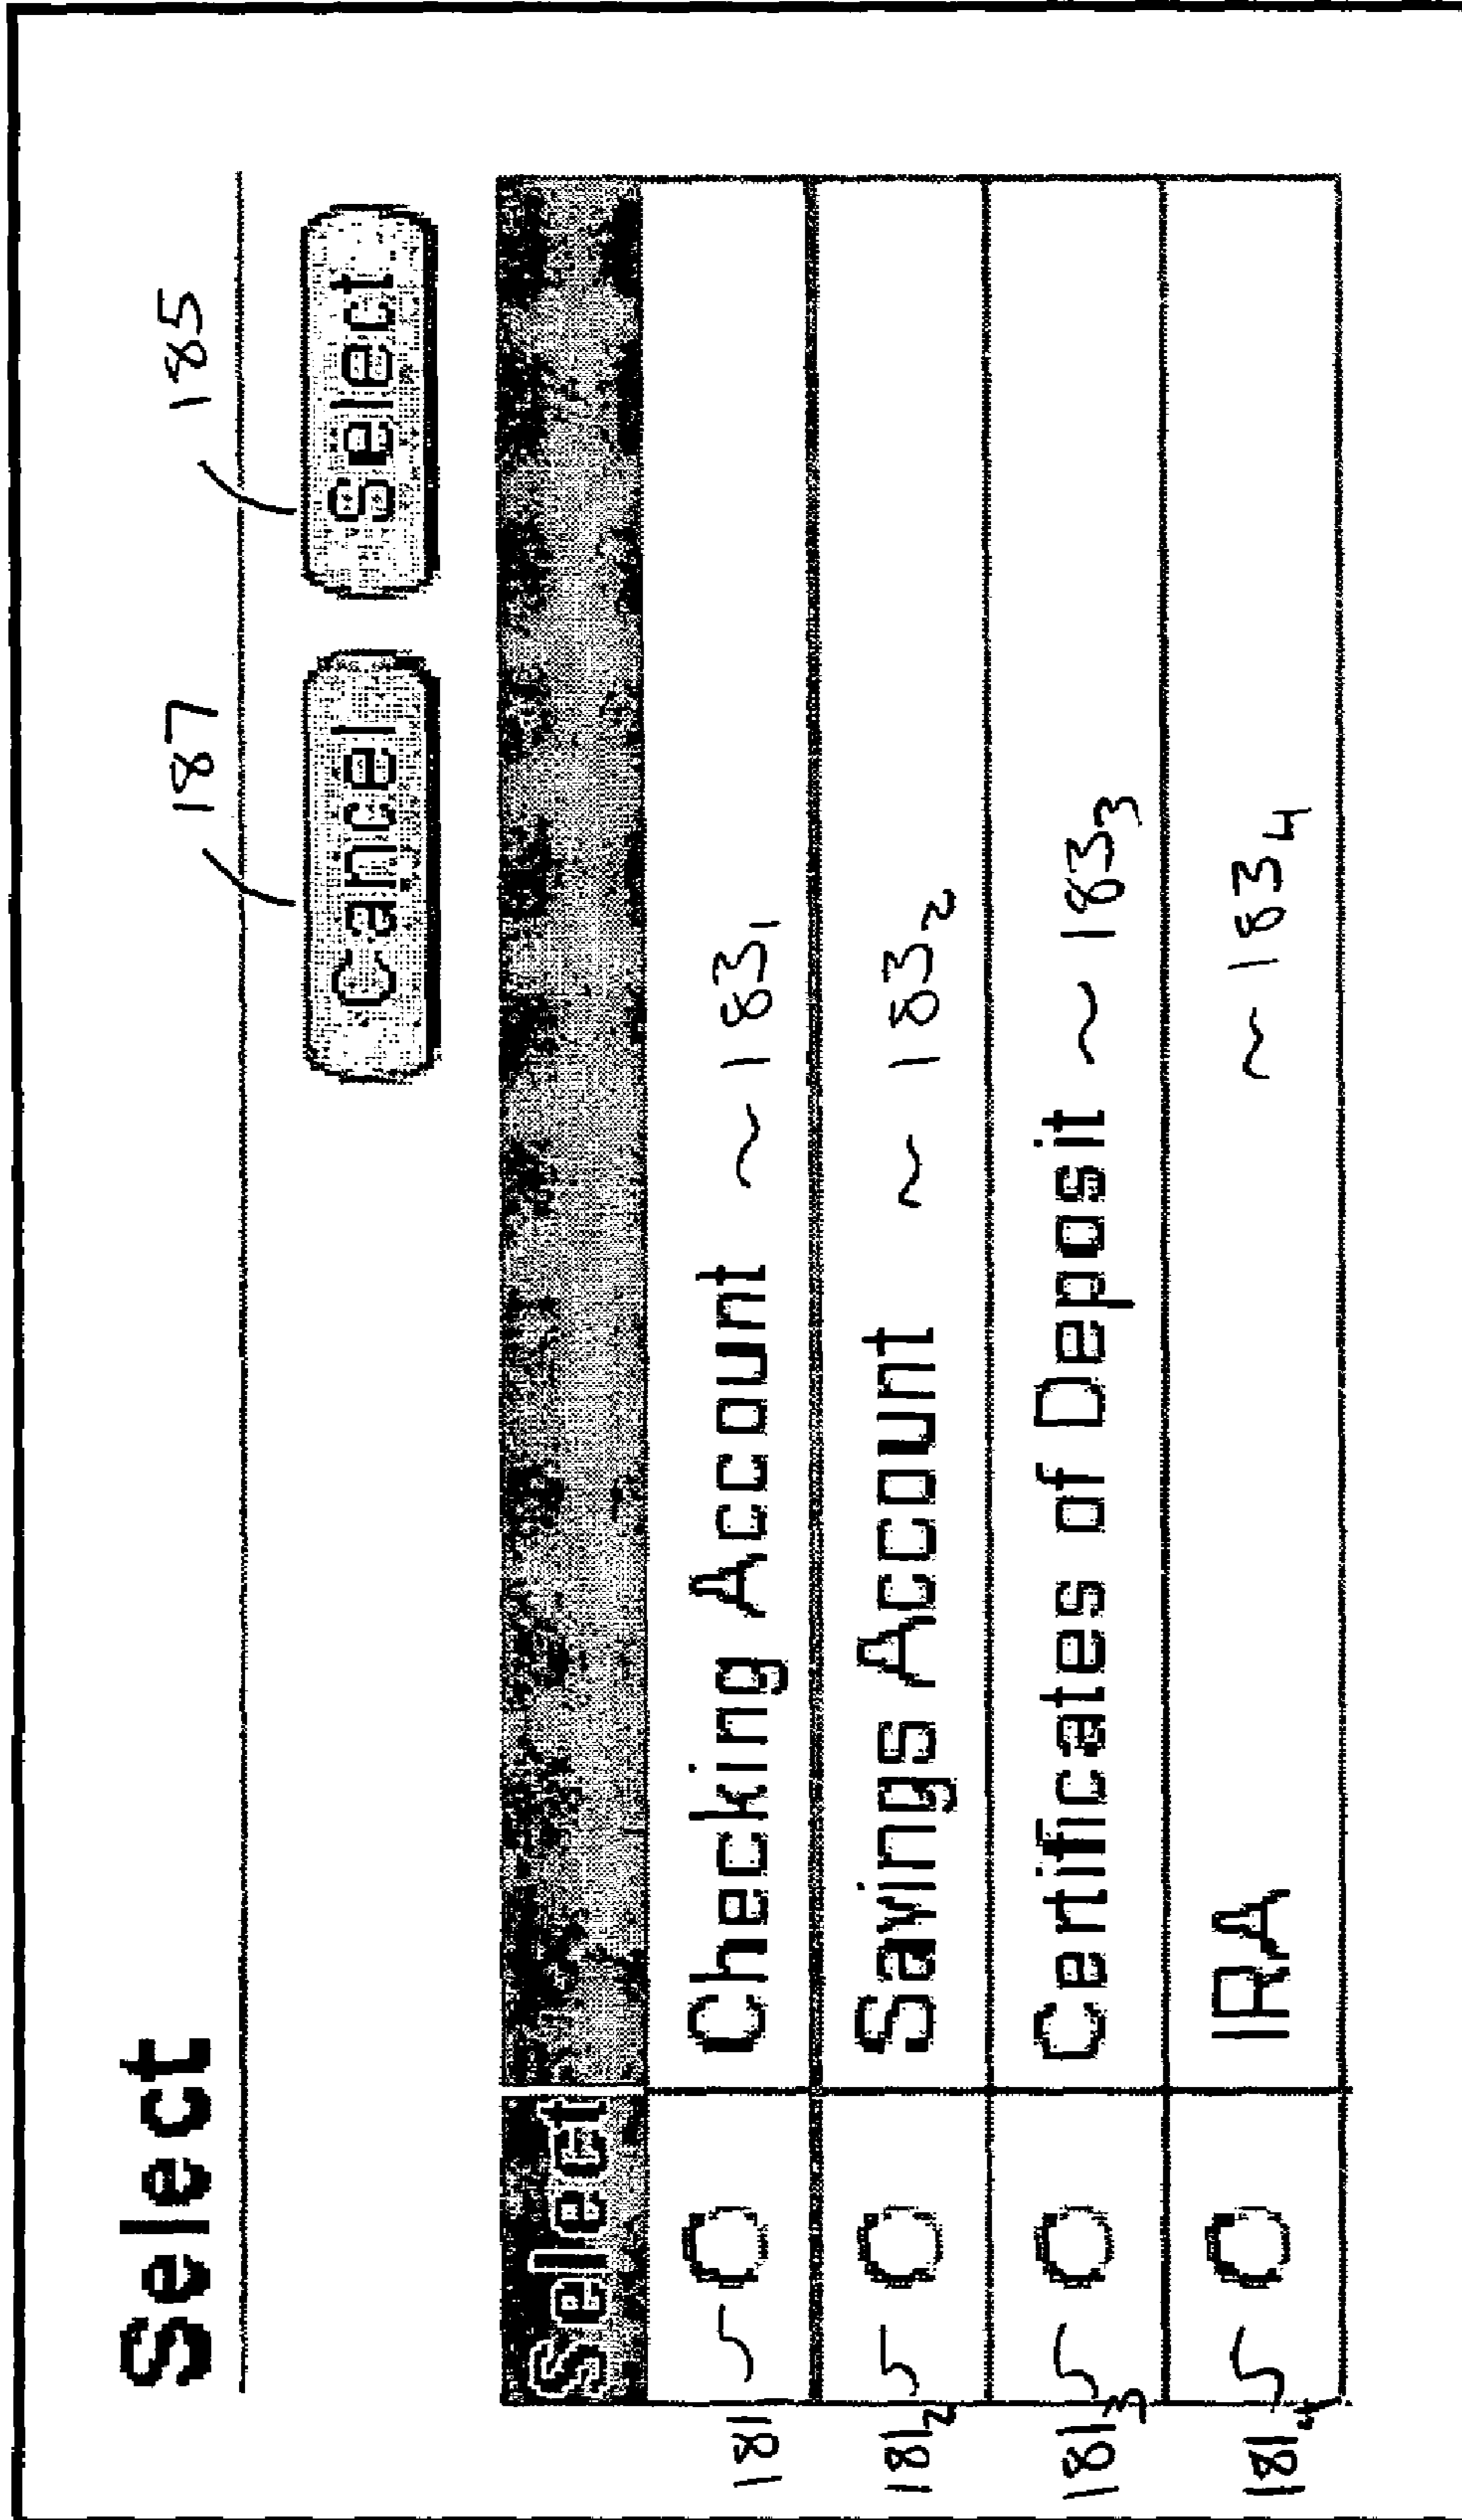 Select
187 185
Cancel Select
Select
181 Checking Account ~ 183₁
181₂ Savings Account ~ 183₂
181₃ Certificates of Deposit ~ 183₃
181₄ IRA ~ 183₄